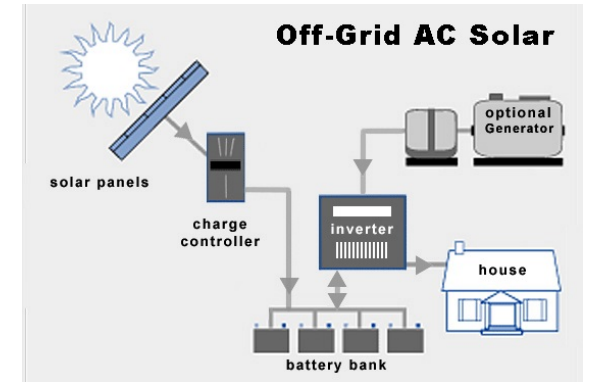 Off-Grid AC Solar
optional
Generator
solar panels
charge
controller
inverter
house
battery bank